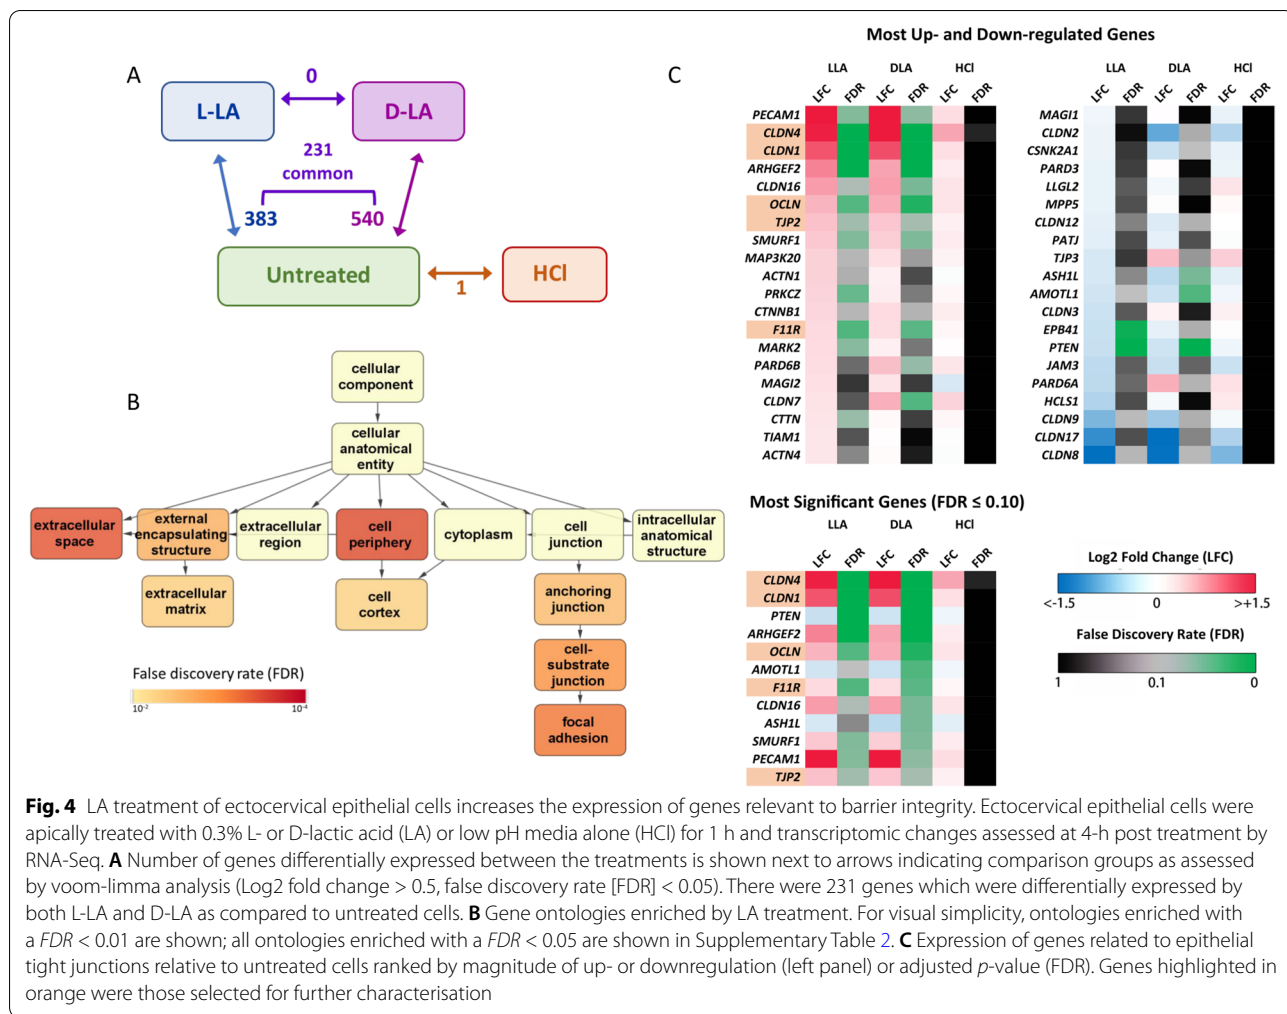 A
L-LA
0
D-LA
231
common
383
540
Untreated
1
HCl
B
cellular
component
cellular
anatomical
entity
extracellular
space
external
encapsulating
structure
extracellular
region
cell
periphery
cytoplasm
cell
junction
intracellular
anatomical
structure
extracellular
matrix
cell
cortex
anchoring
junction
cell-
substrate
junction
focal
adhesion
False discovery rate (FDR)
10-2
10-4
C
Most Up- and Down-regulated Genes
LLA DLA HCl
LFC FDR LFC FDR LFC FDR
PECAM1
CLDN4
CLDN1
ARHGEF2
CLDN16
OCLN
TJP2
SMURF1
MAP3K20
ACTN1
PRKCZ
CTNNB1
F11R
MARK2
PARD6B
MAGI2
CLDN7
CTTN
TIAM1
ACTN4
LLA DLA HCl
LFC FDR LFC FDR LFC FDR
MAGI1
CLDN2
CSNK2A1
PARD3
LLGL2
MPP5
CLDN12
PATJ
TJP3
ASH1L
AMOTL1
CLDN3
EPB41
PTEN
JAM3
PARD6A
HCLS1
CLDN9
CLDN17
CLDN8
Most Significant Genes (FDR ≤ 0.10)
LLA DLA HCl
LFC FDR LFC FDR LFC FDR
CLDN4
CLDN1
PTEN
ARHGEF2
OCLN
AMOTL1
F11R
CLDN16
ASH1L
SMURF1
PECAM1
TJP2
Log2 Fold Change (LFC)
<-1.5 0 >+1.5
False Discovery Rate (FDR)
1 0.1 0
Fig. 4 LA treatment of ectocervical epithelial cells increases the expression of genes relevant to barrier integrity. Ectocervical epithelial cells were
apically treated with 0.3% L- or D-lactic acid (LA) or low pH media alone (HCl) for 1 h and transcriptomic changes assessed at 4-h post treatment by
RNA-Seq. A Number of genes differentially expressed between the treatments is shown next to arrows indicating comparison groups as assessed
by voom-limma analysis (Log2 fold change > 0.5, false discovery rate [FDR] < 0.05). There were 231 genes which were differentially expressed by
both L-LA and D-LA as compared to untreated cells. B Gene ontologies enriched by LA treatment. For visual simplicity, ontologies enriched with
a FDR < 0.01 are shown; all ontologies enriched with a FDR < 0.05 are shown in Supplementary Table 2. C Expression of genes related to epithelial
tight junctions relative to untreated cells ranked by magnitude of up- or downregulation (left panel) or adjusted p-value (FDR). Genes highlighted in
orange were those selected for further characterisation